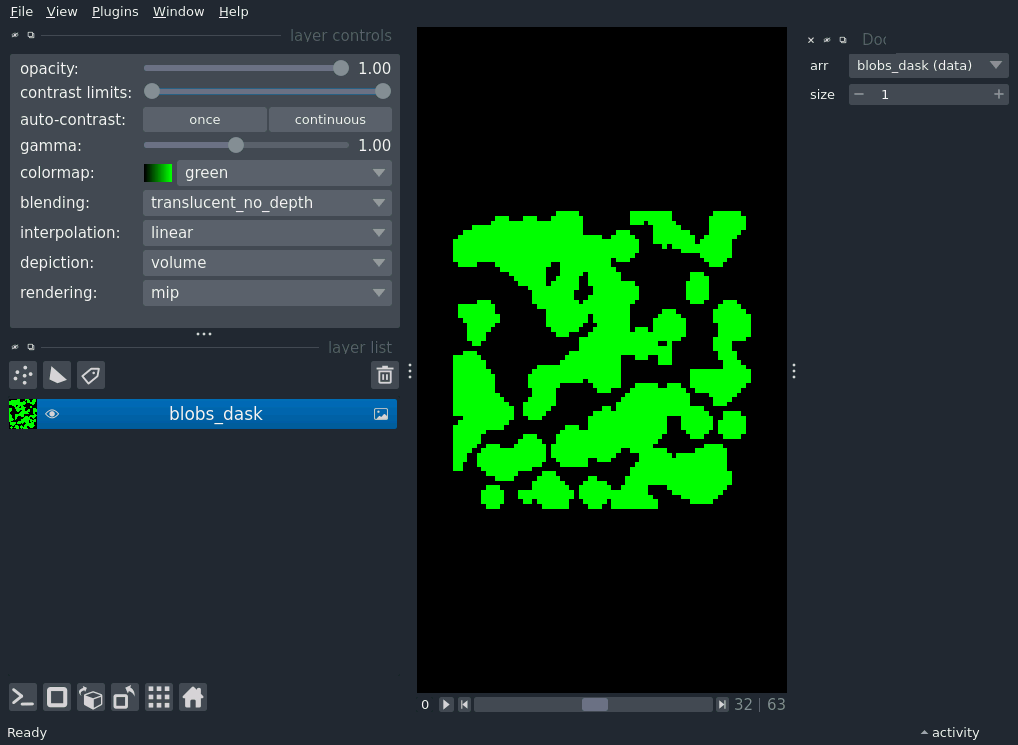 File View Plugins Window Help
layer controls
opacity: 1.00
contrast limits:
auto-contrast: once continuous
gamma: 1.00
colormap: green
blending: translucent_no_depth
interpolation: linear
depiction: volume
rendering: mip
layer list
blobs_dask
0 32 | 63
Ready
activity
arr blobs_dask (data)
size 1